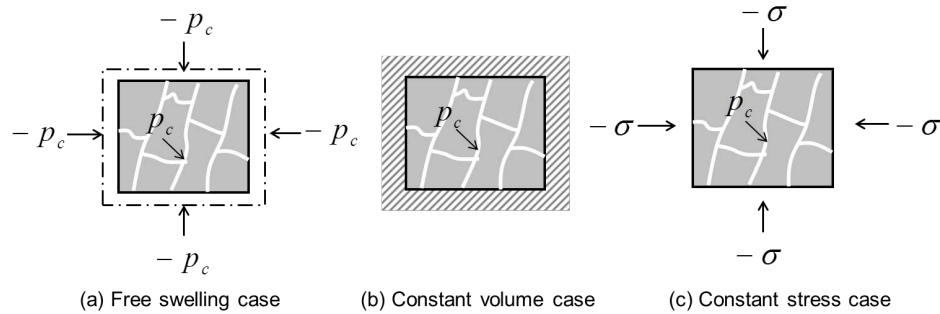 − p_c
− p_c
p_c
− p_c
− p_c
(a) Free swelling case
p_c
(b) Constant volume case
− σ
− σ
p_c
− σ
− σ
(c) Constant stress case